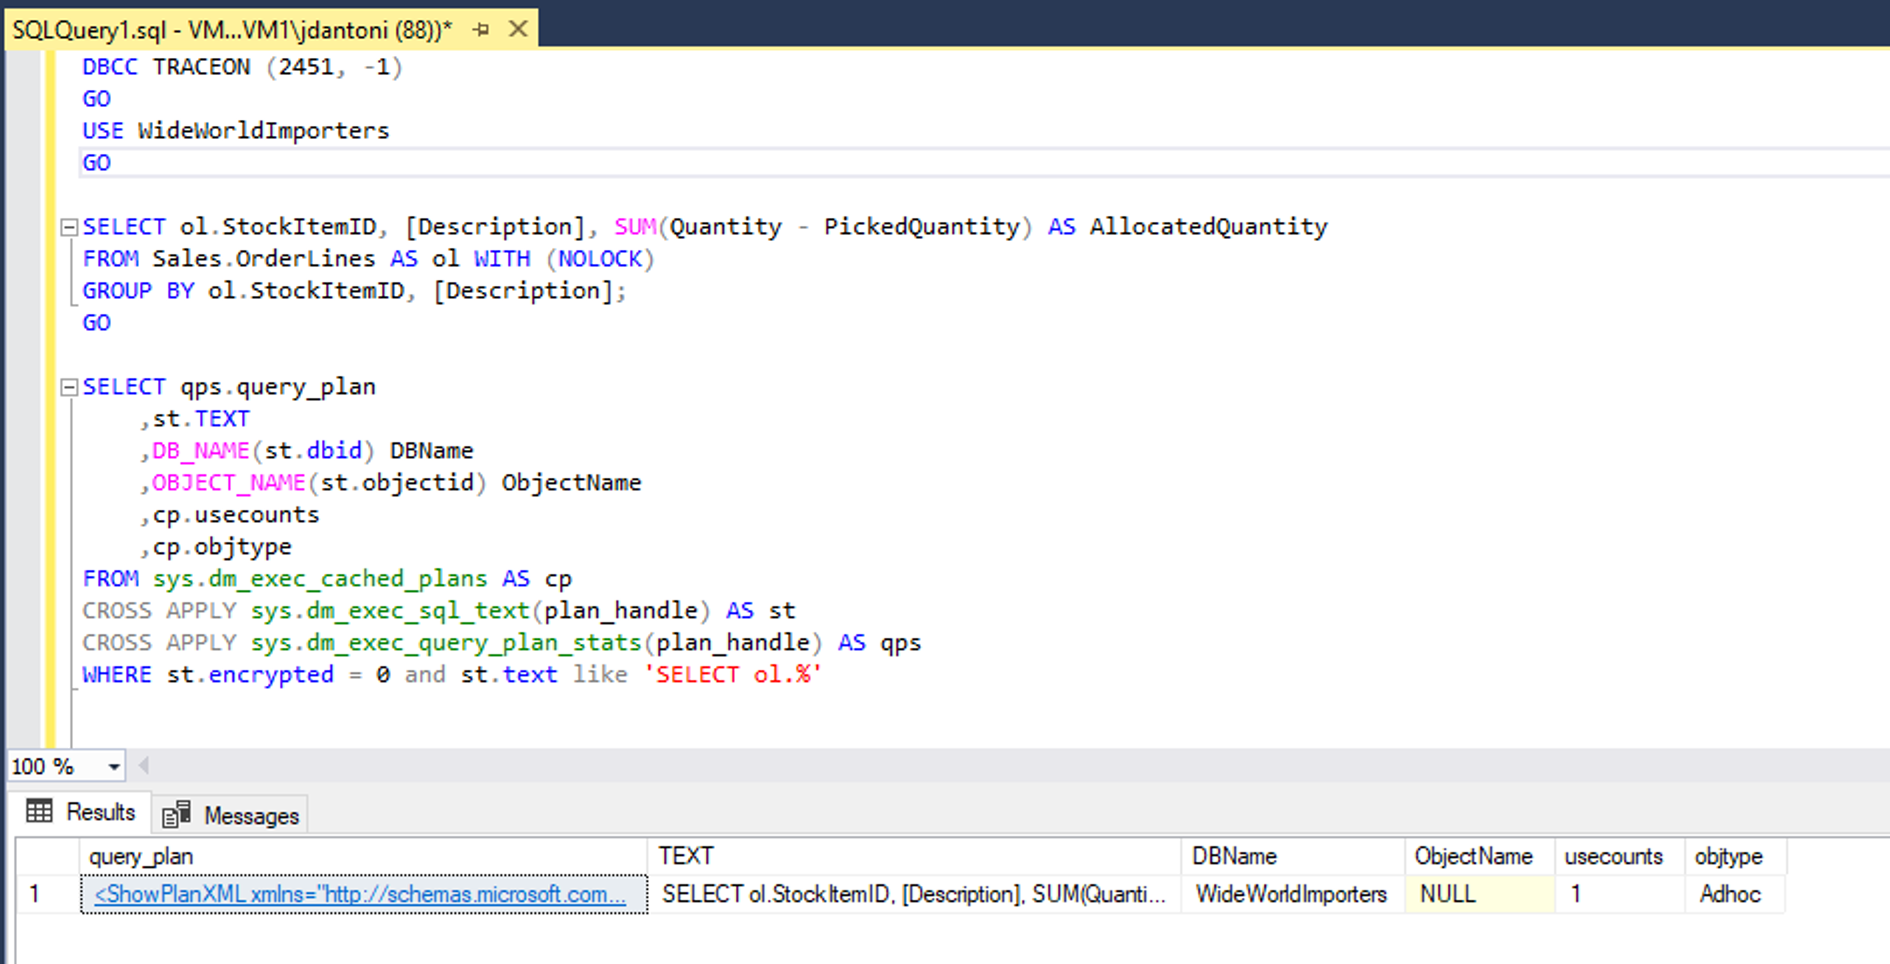 SQLQuery1.sql - VM...VM1\jdantoni (88))*
DBCC TRACEON (2451, -1)
GO
USE WideWorldImporters
GO
SELECT ol.StockItemID, [Description], SUM(Quantity - PickedQuantity) AS AllocatedQuantity
FROM Sales.OrderLines AS ol WITH (NOLOCK)
GROUP BY ol.StockItemID, [Description];
GO
SELECT qps.query_plan
,st.TEXT
,DB_NAME(st.dbid) DBName
,OBJECT_NAME(st.objectid) ObjectName
,cp.usecounts
,cp.objtype
FROM sys.dm_exec_cached_plans AS cp
CROSS APPLY sys.dm_exec_sql_text(plan_handle) AS st
CROSS APPLY sys.dm_exec_query_plan_stats(plan_handle) AS qps
WHERE st.encrypted = 0 and st.text like 'SELECT ol.%'
100 %
Results Messages
query_plan TEXT DBName ObjectName usecounts objtype
1 <ShowPlanXML xmlns="http://schemas.microsoft.com... SELECT ol.StockItemID, [Description], SUM(Quanti... WideWorldImporters NULL 1 Adhoc